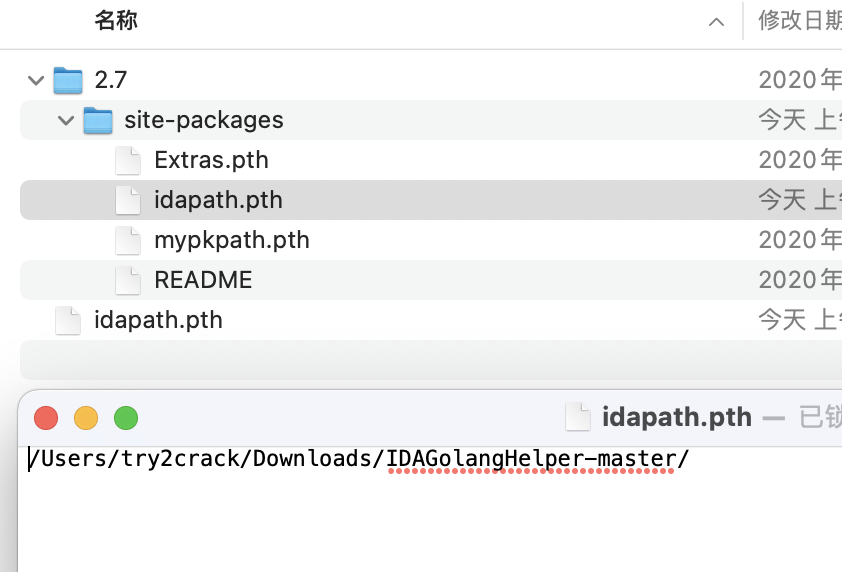 名称 修改日期
2.7 2020年
site-packages 今天 上
Extras.pth 2020年
idapath.pth 今天 上
mypkpath.pth 2020年
README 2020年
idapath.pth 今天 上
idapath.pth — 已锁
/Users/try2crack/Downloads/IDAGolangHelper-master/